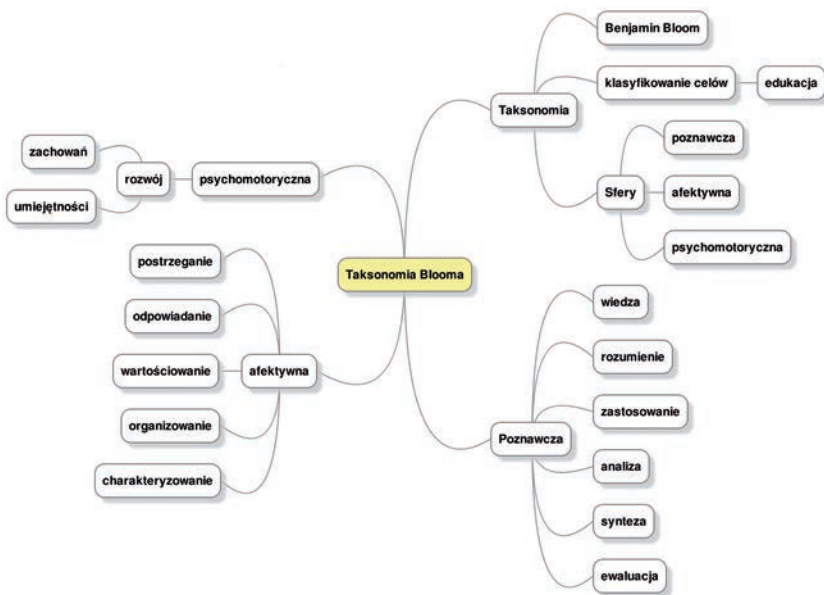 Benjamin Bloom
klasyfikowanie celów
edukacja
Taksonomia
poznawcza
Sfery
afektywna
psychomotoryczna
zachowań
rozwój
psychomotoryczna
umiejętności
Taksonomia Blooma
postrzeganie
odpowiadanie
wartościowanie
afektywna
organizowanie
charakteryzowanie
wiedza
rozumienie
zastosowanie
Poznawcza
analiza
synteza
ewaluacja